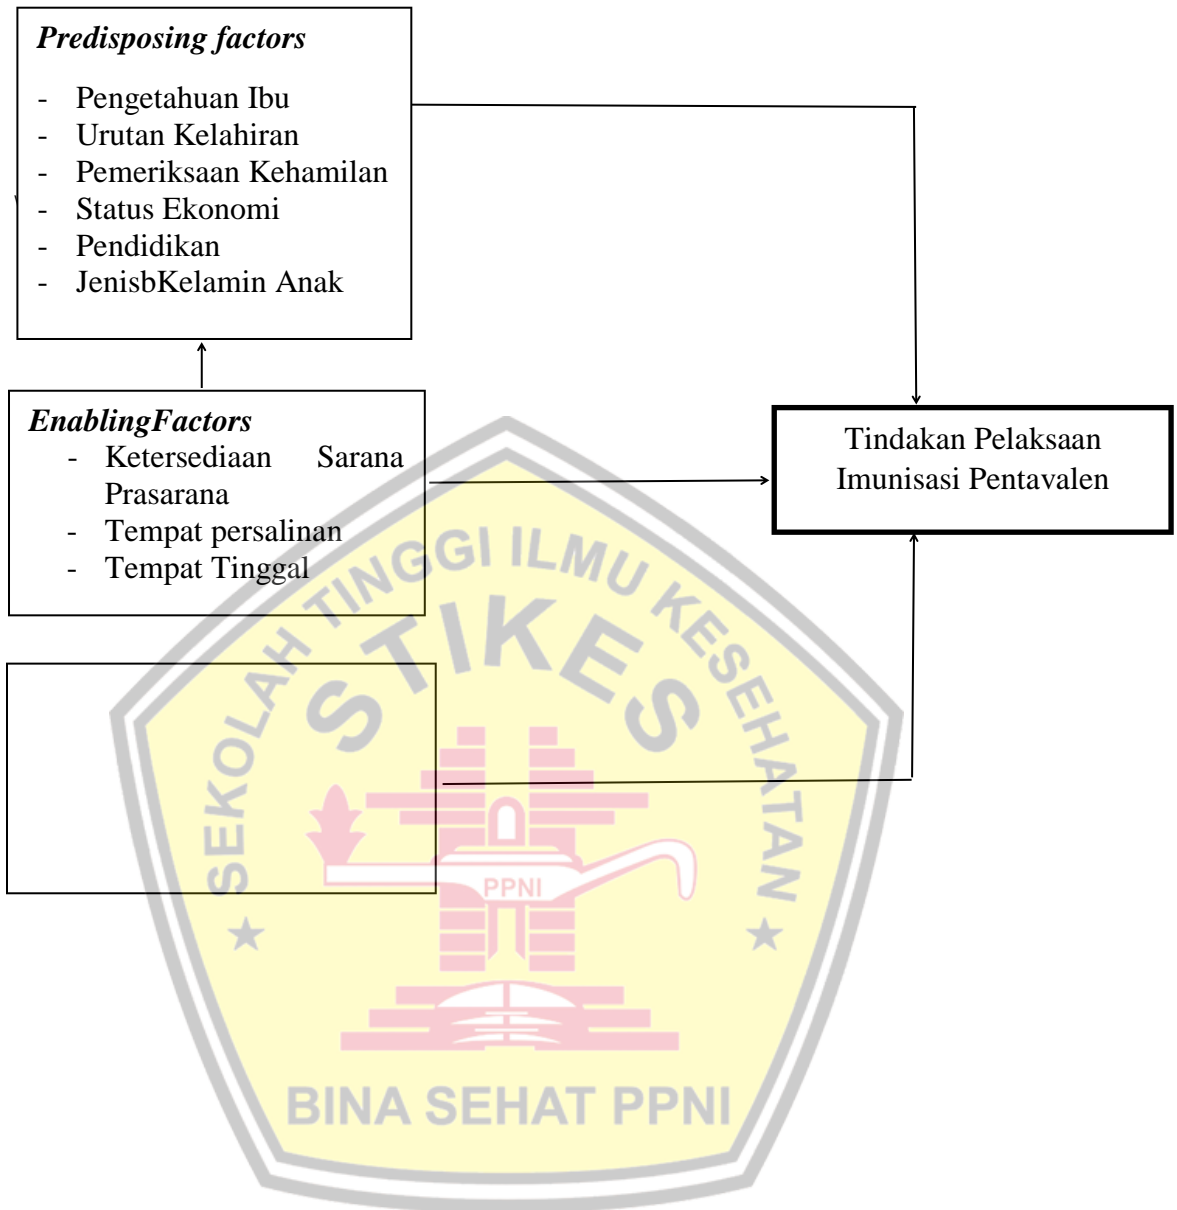 Predisposing factors
- Pengetahuan Ibu
- Urutan Kelahiran
- Pemeriksaan Kehamilan
- Status Ekonomi
- Pendidikan
- JenisbKelamin Anak
EnablingFactors
- Ketersediaan Sarana
Prasarana
- Tempat persalinan
- Tempat Tinggal
Tindakan Pelaksaan
Imunisasi Pentavalen
SEKOLAH TINGGI ILMU KESEHATAN
STIKES
PPNI
BINA SEHAT PPNI